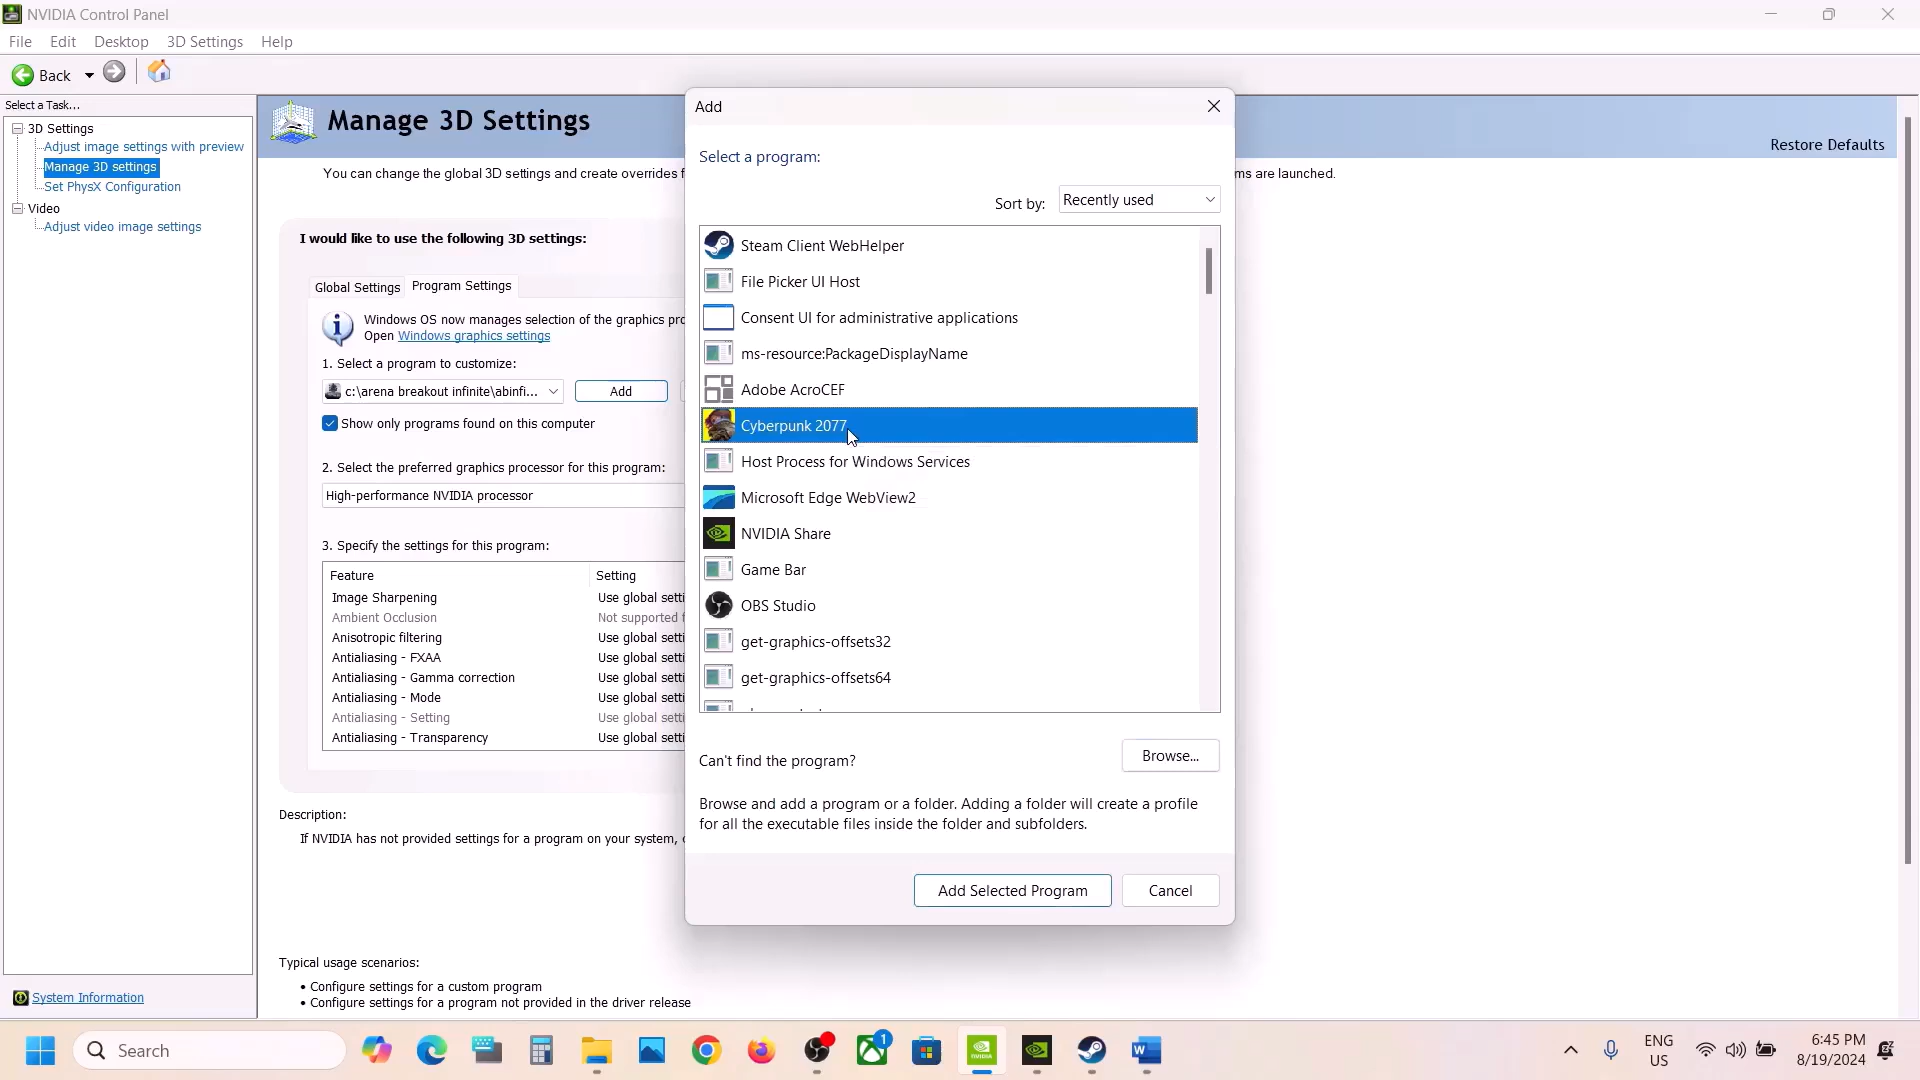 NVIDIA Control Panel
File Edit Desktop 3D Settings Help
Back
Select a Task...
3D Settings
Adjust image settings with preview
Manage 3D settings
Set PhysX Configuration
Video
Adjust video image settings
System Information
Manage 3D Settings
Restore Defaults
You can change the global 3D settings and create overrides f
ms are launched.
I would like to use the following 3D settings:
Global Settings Program Settings
Windows OS now manages selection of the graphics pro
Open Windows graphics settings
1. Select a program to customize:
c:\arena breakout infinite\abinfi... Add
Show only programs found on this computer
2. Select the preferred graphics processor for this program:
High-performance NVIDIA processor
3. Specify the settings for this program:
Feature Setting
Image Sharpening Use global setti
Ambient Occlusion Not supported f
Anisotropic filtering Use global setti
Antialiasing - FXAA Use global setti
Antialiasing - Gamma correction Use global setti
Antialiasing - Mode Use global setti
Antialiasing - Setting Use global setti
Antialiasing - Transparency Use global setti
Description:
If NVIDIA has not provided settings for a program on your system,
Typical usage scenarios:
• Configure settings for a custom program
• Configure settings for a program not provided in the driver release
Add
Select a program:
Sort by: Recently used
Steam Client WebHelper
File Picker UI Host
Consent UI for administrative applications
ms-resource:PackageDisplayName
Adobe AcroCEF
Cyberpunk 2077
Host Process for Windows Services
Microsoft Edge WebView2
NVIDIA Share
Game Bar
OBS Studio
get-graphics-offsets32
get-graphics-offsets64
Can't find the program? Browse...
Browse and add a program or a folder. Adding a folder will create a profile
for all the executable files inside the folder and subfolders.
Add Selected Program Cancel
Search
1
ENG
US
6:45 PM
8/19/2024